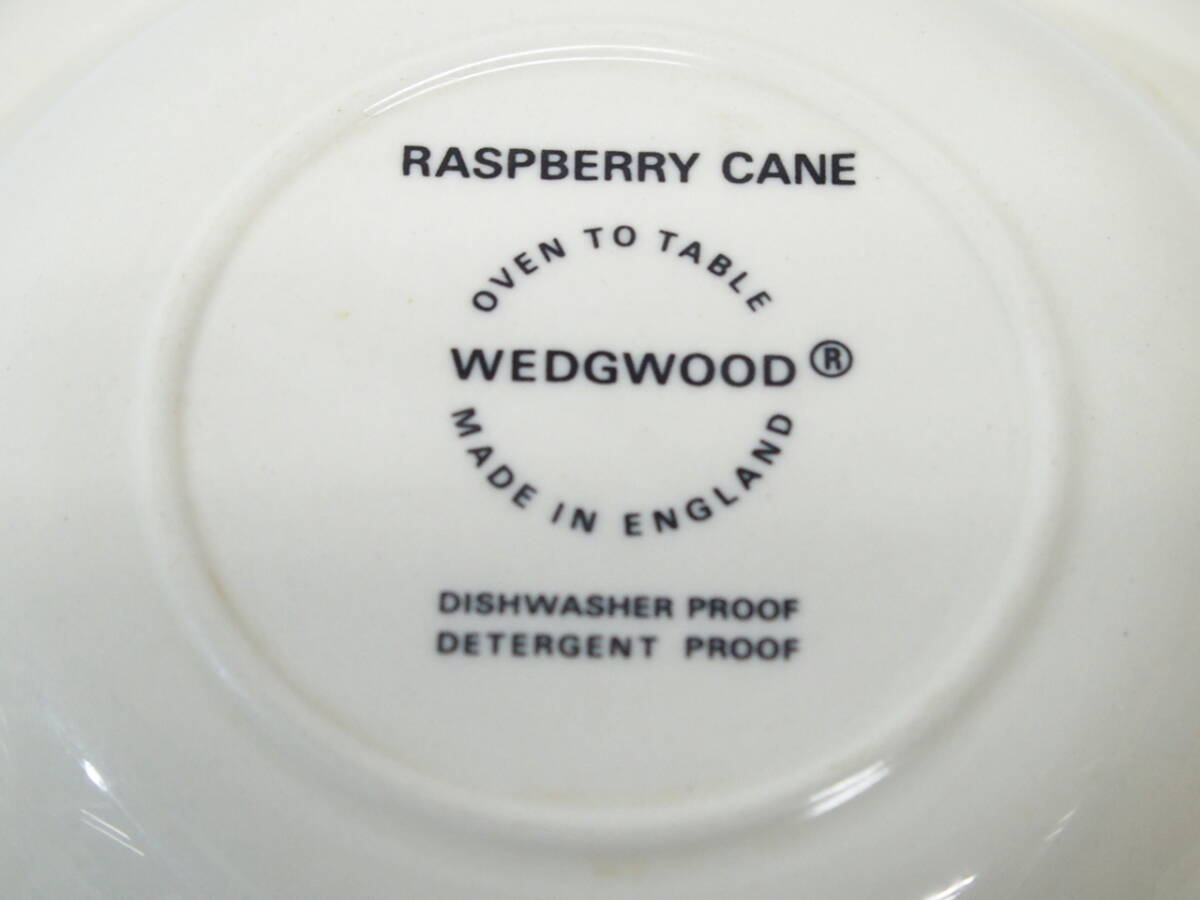 RASPBERRY CANE
OVEN TO TABLE
WEDGWOOD®
MADE IN ENGLAND
DISHWASHER PROOF
DETERGENT PROOF